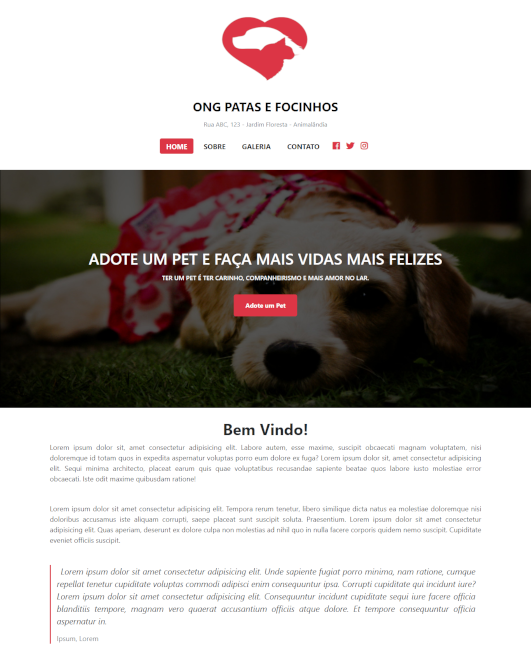 ONG PATAS E FOCINHOS
Rua ABC, 123 - Jardim Floresta - Animalândia
HOME SOBRE GALERIA CONTATO
ADOTE UM PET E FAÇA MAIS VIDAS MAIS FELIZES
TER UM PET É TER CARINHO, COMPANHEIRISMO E MAIS AMOR NO LAR.
Adote um Pet
Bem Vindo!
Lorem ipsum dolor sit, amet consectetur adipisicing elit. Labore autem, esse maxime, suscipit obcaecati magnam voluptatem, nisi
doloremque id totam quos in expedita aspernatur voluptas porro eum dolore ex fuga? Lorem ipsum dolor sit, amet consectetur adipisicing
elit. Sequi minima architecto, placeat earum quis quae voluptatibus recusandae sapiente beatae quos labore iusto molestiae error
obcaecati. Iste odit maxime quibusdam ratione!
Lorem ipsum dolor sit amet consectetur adipisicing elit. Tempora rerum tenetur, libero similique dicta natus ea molestiae doloremque nisi
doloribus accusamus iste aliquam corrupti, saepe placeat sunt suscipit soluta. Praesentium. Lorem ipsum dolor sit amet consectetur
adipisicing elit. Quas aperiam, deserunt ex dolore culpa non molestias ad nihil quo in nulla facere corporis quidem nemo suscipit. Cupiditate
eveniet officiis suscipit.
Lorem ipsum dolor sit amet consectetur adipisicing elit. Unde sapiente fugiat porro minima, nam ratione, cumque
repellat tenetur cupiditate voluptas commodi adipisci enim consequuntur ipsa. Corrupti cupiditate qui incidunt iure?
Lorem ipsum dolor sit amet consectetur adipisicing elit. Consequuntur incidunt cupiditate sequi iure facere officia
blanditiis tempore, magnam vero quaerat accusantium officiis atque dolore. Et tempore consequuntur officia
aspernatur in.
Ipsum, Lorem